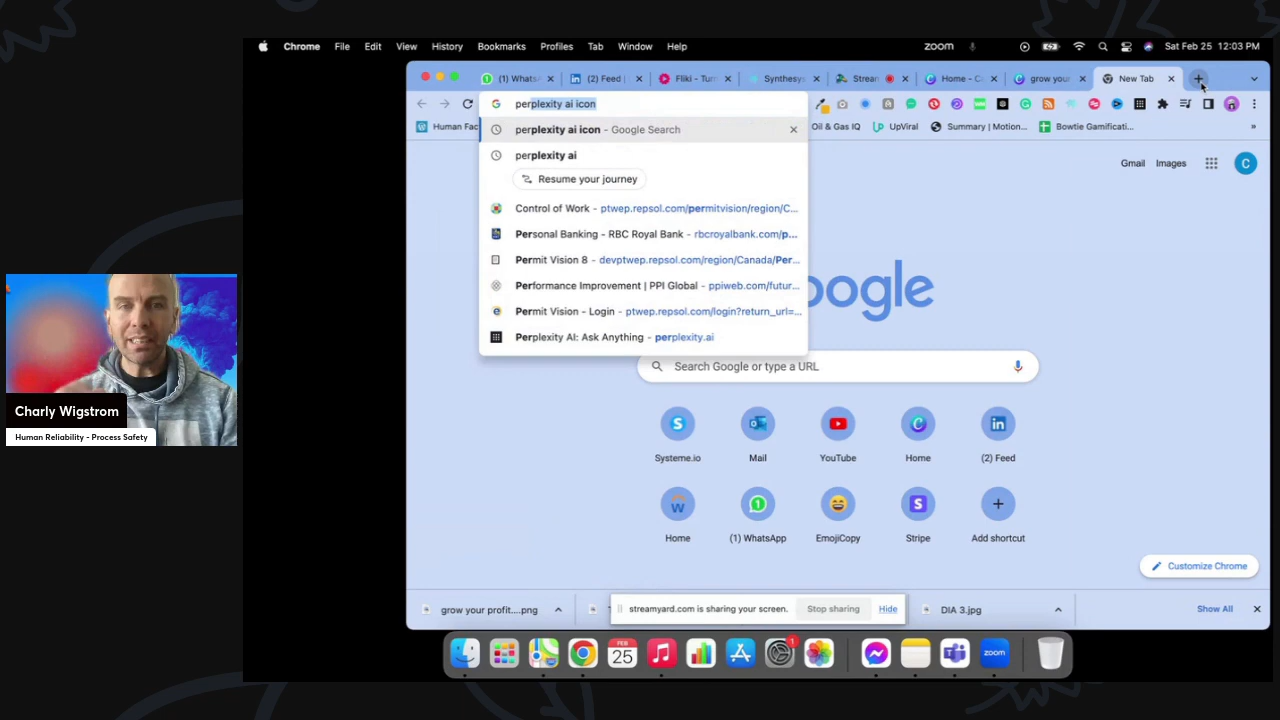 Chrome File Edit View History Bookmarks Profiles Tab Window Help zoom Sat Feb 25 12:03 PM
(1) Whats (2) Feed Fliki - Tur Synthesys Stream Home - C grow your New Tab
perplexity ai icon
Human Fac Oil & Gas IQ UpViral Summary | Motion... Bowtie Gamificati... »
perplexity ai icon - Google Search
perplexity ai
Resume your journey
Control of Work - ptwep.repsol.com/permitvision/region/C...
Personal Banking - RBC Royal Bank - rbcroyalbank.com/p...
Permit Vision 8 - devptwep.repsol.com/region/Canada/Per...
Performance Improvement | PPI Global - ppiweb.com/futur...
Permit Vision - Login - ptwep.repsol.com/login?return_url=...
Perplexity AI: Ask Anything - perplexity.ai
Gmail Images C
oogle
Search Google or type a URL
Systeme.io Mail YouTube Home (2) Feed
Home (1) WhatsApp EmojiCopy Stripe Add shortcut
Customize Chrome
Charly Wigstrom
Human Reliability - Process Safety
grow your profit....png streamyard.com is sharing your screen. Stop sharing Hide DIA 3.jpg Show All
FEB
25
1
zoom